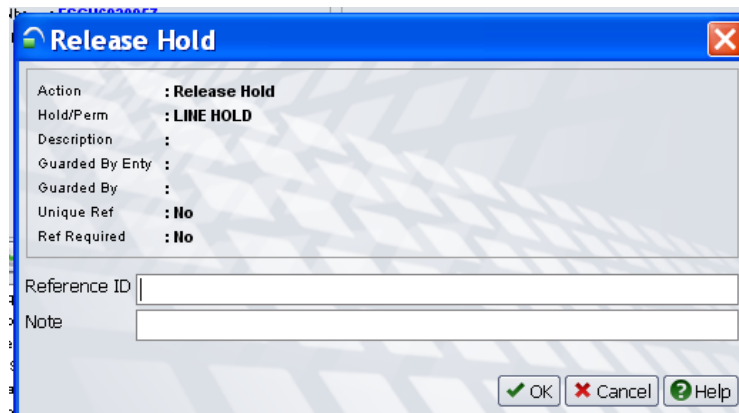 Release Hold
Action : Release Hold
Hold/Perm : LINE HOLD
Description :
Guarded By Enty :
Guarded By :
Unique Ref : No
Ref Required : No
Reference ID
Note
OK Cancel Help